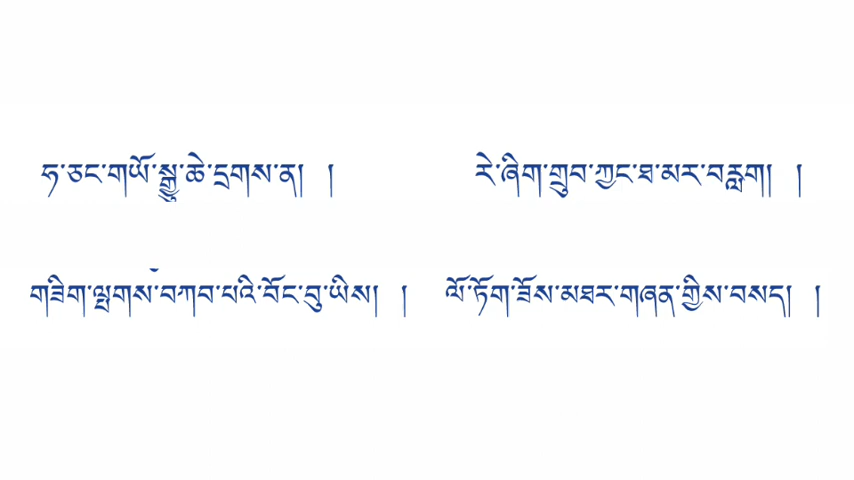 ཧ་ཅང་གཡོ་སྒྱུ་ཆེ་དྲགས་ན། ། རེ་ཞིག་གྲུབ་ཀྱང་ཐ་མར་བརླག། །
གཟིག་ལྤགས་བཀབ་པའི་བོང་བུ་ཡིས། ། ལོ་ཏོག་ཟོས་མཐར་གཞན་གྱིས་བསད། །